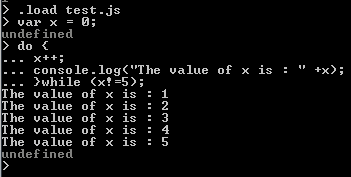 > .load test.js
> var x = 0;
undefined
> do {
... x++;
... console.log("The value of x is : " +x);
... }while (x!=5);
The value of x is : 1
The value of x is : 2
The value of x is : 3
The value of x is : 4
The value of x is : 5
undefined
>